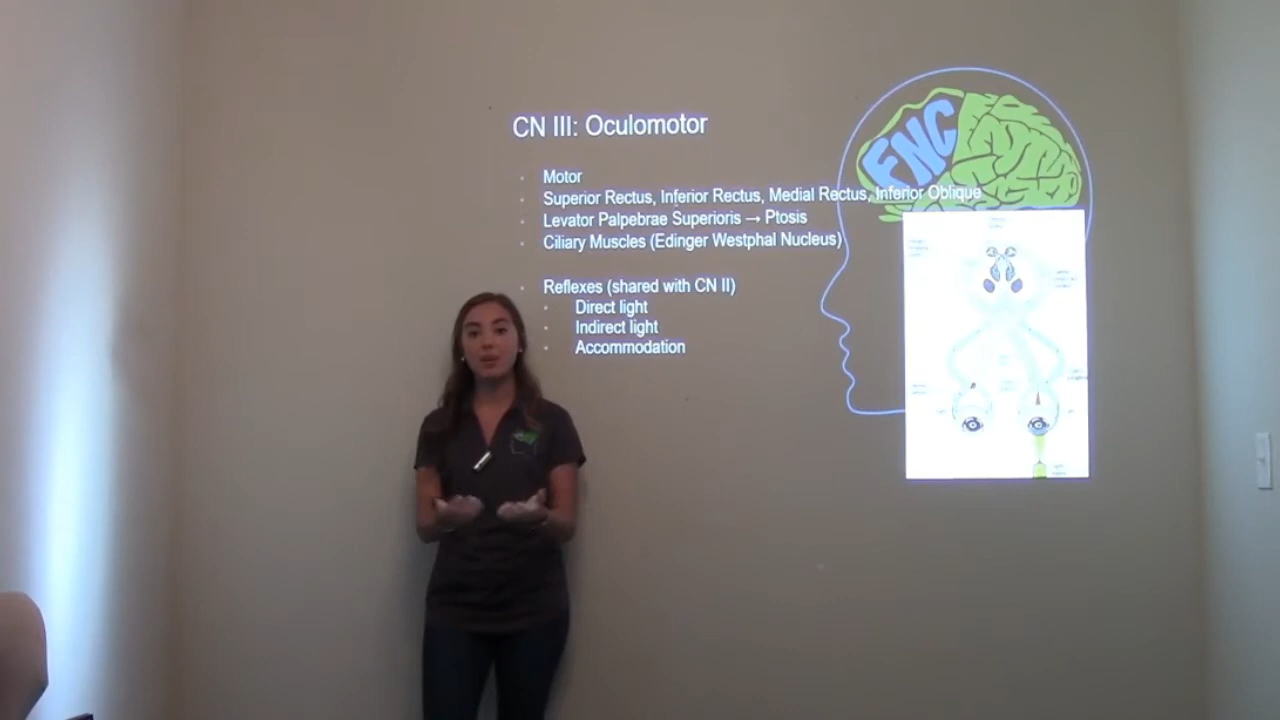 CN III: Oculomotor
FNC
Motor
Superior Rectus, Inferior Rectus, Medial Rectus, Inferior Oblique
Levator Palpebrae Superioris → Ptosis
Ciliary Muscles (Edinger Westphal Nucleus)
Reflexes (shared with CN II)
Direct light
Indirect light
Accommodation